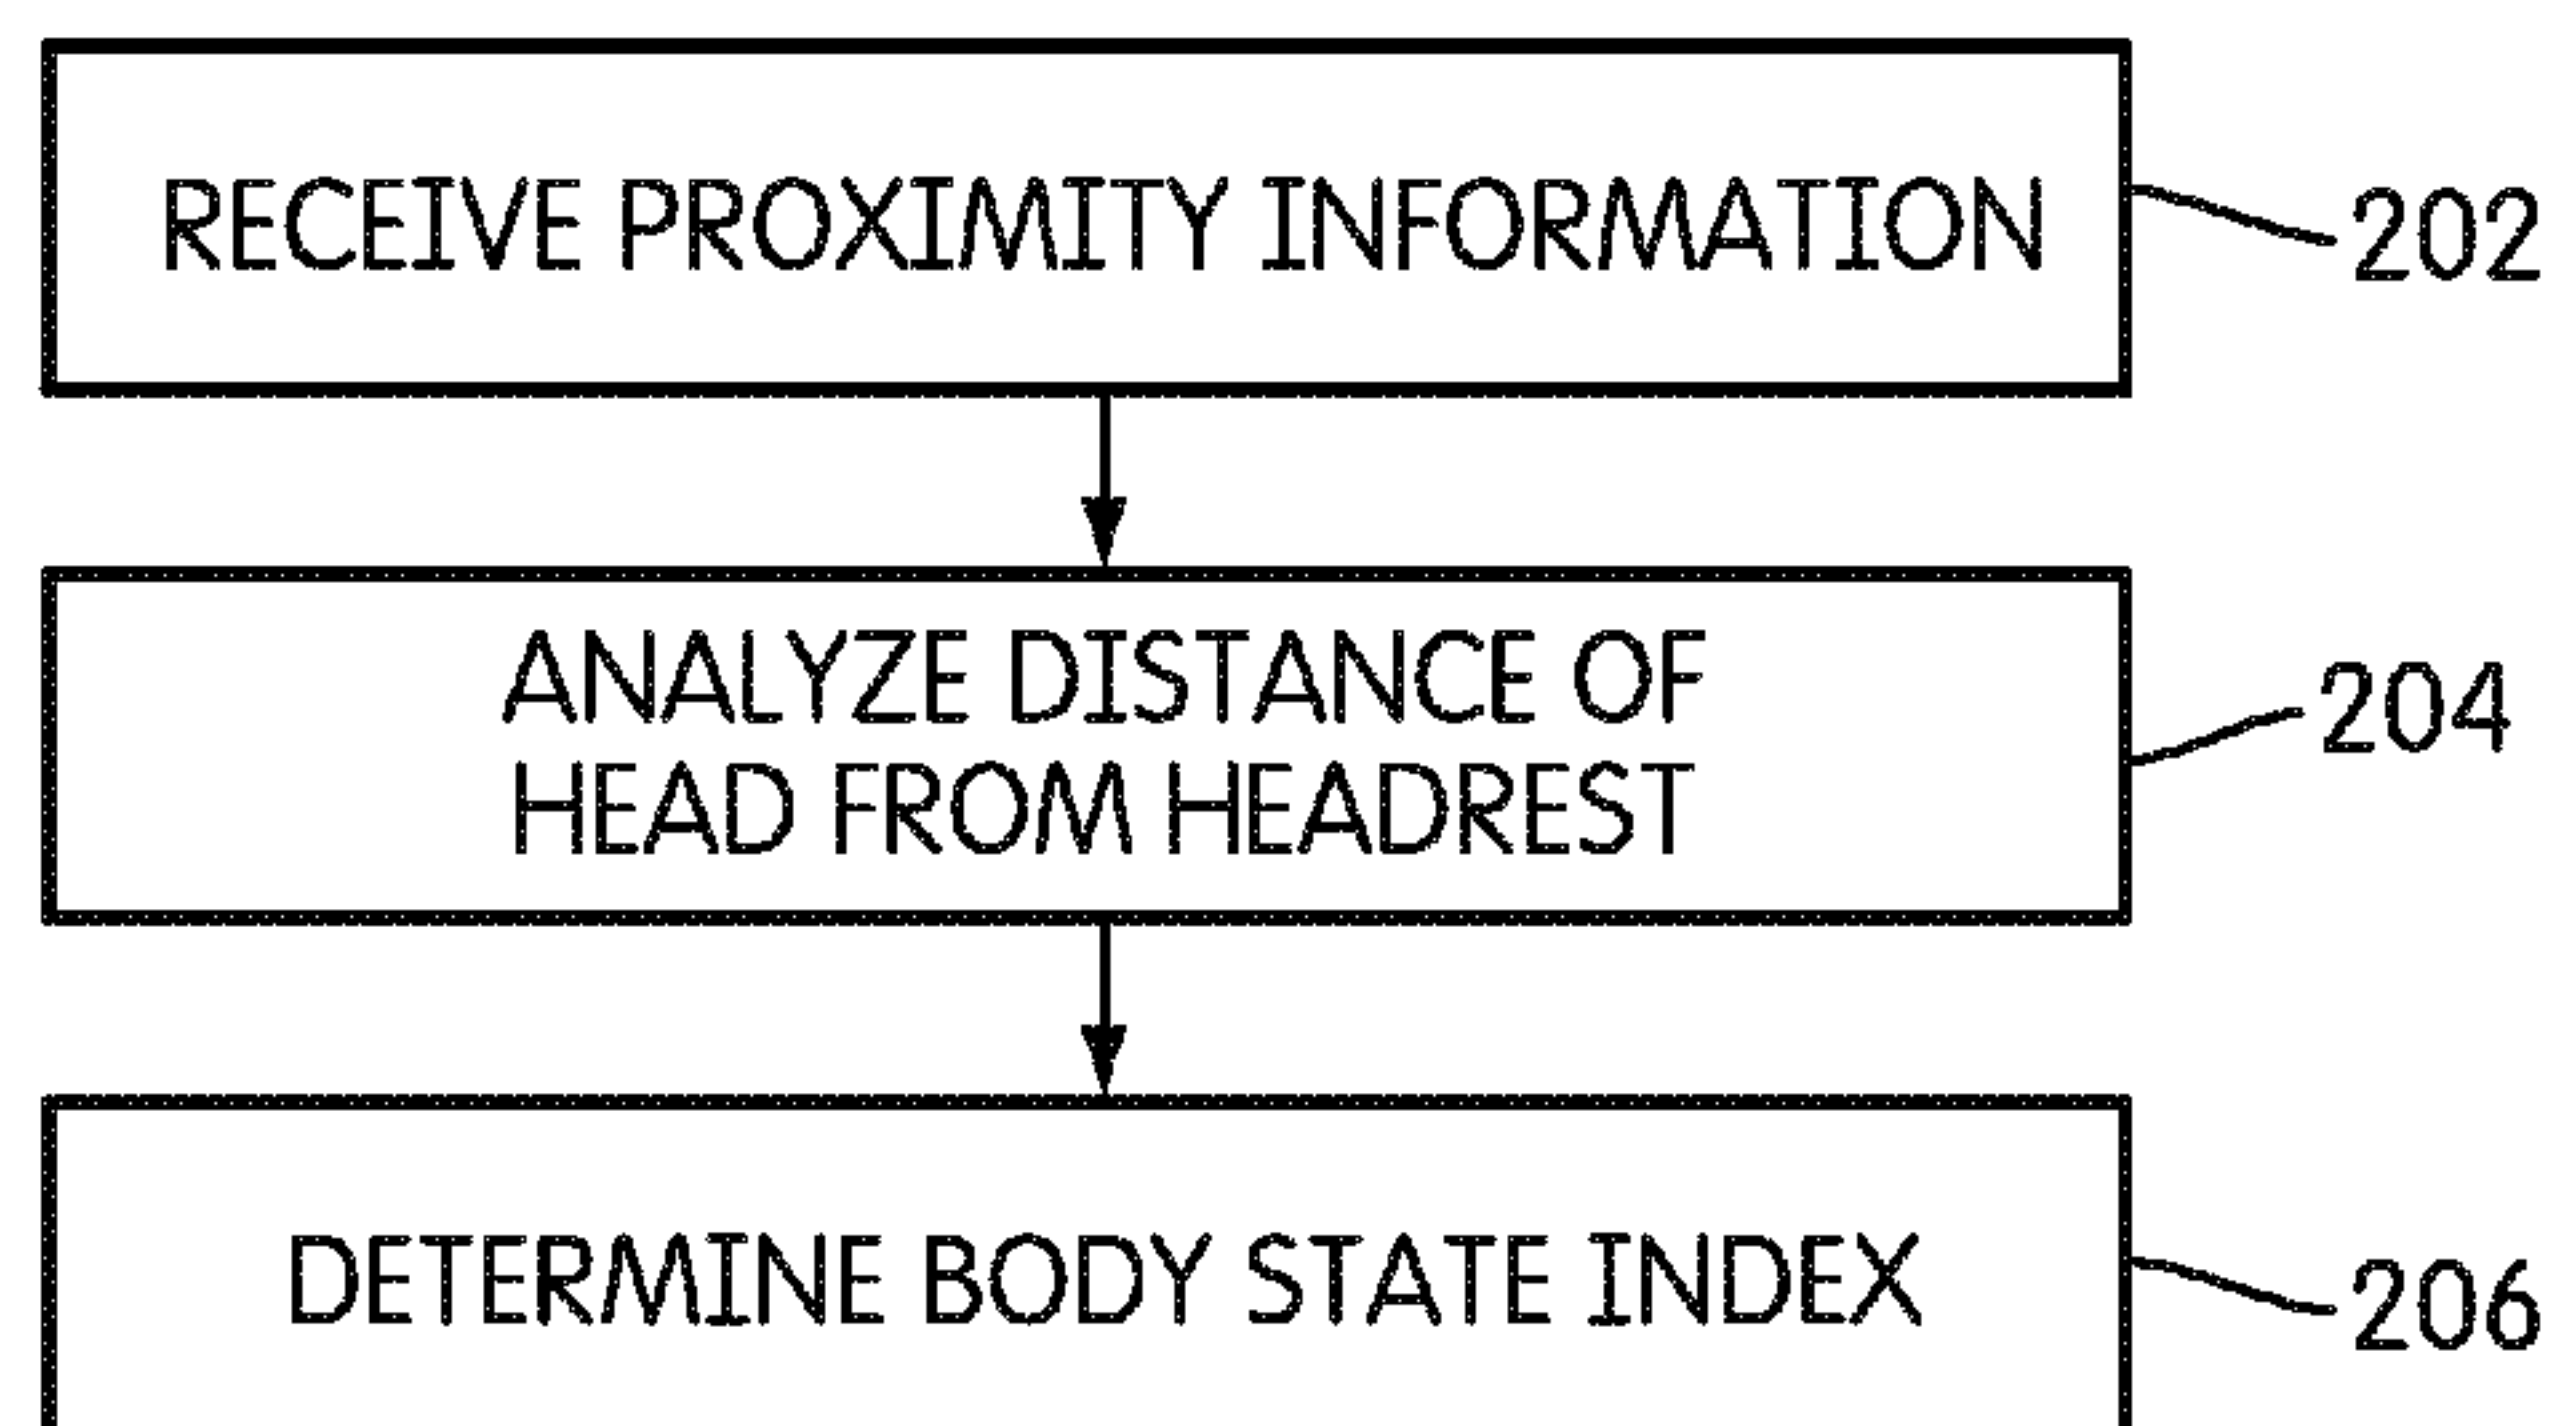 RECEIVE PROXIMITY INFORMATION
202
ANALYZE DISTANCE OF
HEAD FROM HEADREST
204
DETERMINE BODY STATE INDEX
206